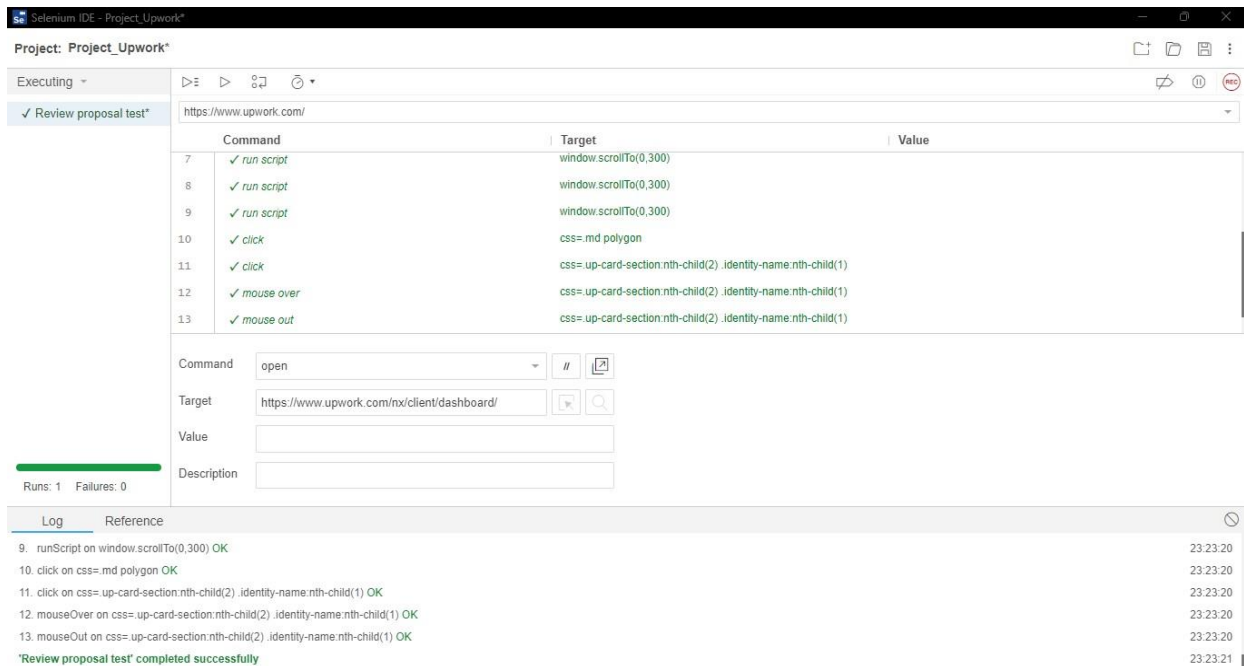 Se Selenium IDE - Project_Upwork*
Project: Project_Upwork*
Executing
REC
✓ Review proposal test*
https://www.upwork.com/
Command Target Value
7 ✓ run script window.scrollTo(0,300)
8 ✓ run script window.scrollTo(0,300)
9 ✓ run script window.scrollTo(0,300)
10 ✓ click css=.md polygon
11 ✓ click css=.up-card-section:nth-child(2) .identity-name:nth-child(1)
12 ✓ mouse over css=.up-card-section:nth-child(2) .identity-name:nth-child(1)
13 ✓ mouse out css=.up-card-section:nth-child(2) .identity-name:nth-child(1)
Command open //
Target https://www.upwork.com/nx/client/dashboard/
Value
Description
Runs: 1 Failures: 0
Log Reference
9. runScript on window.scrollTo(0,300) OK 23:23:20
10. click on css=.md polygon OK 23:23:20
11. click on css=.up-card-section:nth-child(2) .identity-name:nth-child(1) OK 23:23:20
12. mouseOver on css=.up-card-section:nth-child(2) .identity-name:nth-child(1) OK 23:23:20
13. mouseOut on css=.up-card-section:nth-child(2) .identity-name:nth-child(1) OK 23:23:20
'Review proposal test' completed successfully 23:23:21